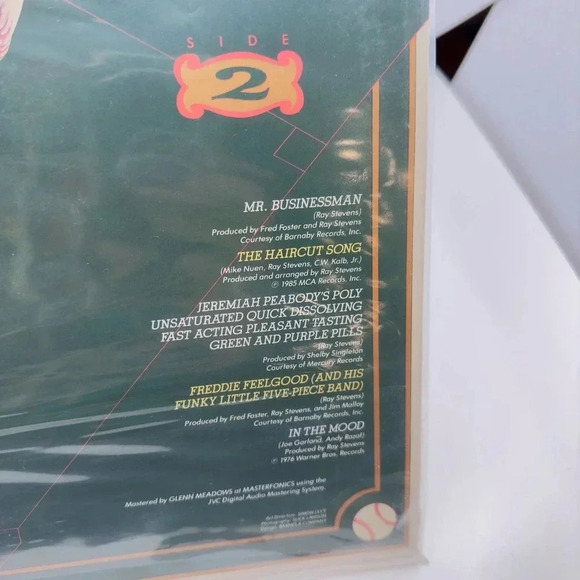 SIDE
2
MR. BUSINESSMAN
(Ray Stevens)
Produced by Fred Foster and Ray Stevens
Courtesy of Barnaby Records, Inc.
THE HAIRCUT SONG
(Mike Nuen, Ray Stevens, C.W. Kalb, Jr.)
Produced and arranged by Ray Stevens
℗ 1985 MCA Records, Inc.
JEREMIAH PEABODY'S POLY
UNSATURATED QUICK DISSOLVING
FAST ACTING PLEASANT TASTING
GREEN AND PURPLE PILLS
(Ray Stevens)
Produced by Shelby Singleton
Courtesy of Mercury Records
FREDDIE FEELGOOD (AND HIS
FUNKY LITTLE FIVE-PIECE BAND)
(Ray Stevens)
Produced by Fred Foster, Ray Stevens, and Jim Malloy
Courtesy of Barnaby Records, Inc.
IN THE MOOD
(Joe Garland, Andy Razaf)
Produced by Ray Stevens
℗ 1976 Warner Bros. Records
Mastered by GLENN MEADOWS at MASTERFONICS using the
JVC Digital Audio Mastering System.
Art Direction: SIMON LEVY
Photography:
Design: